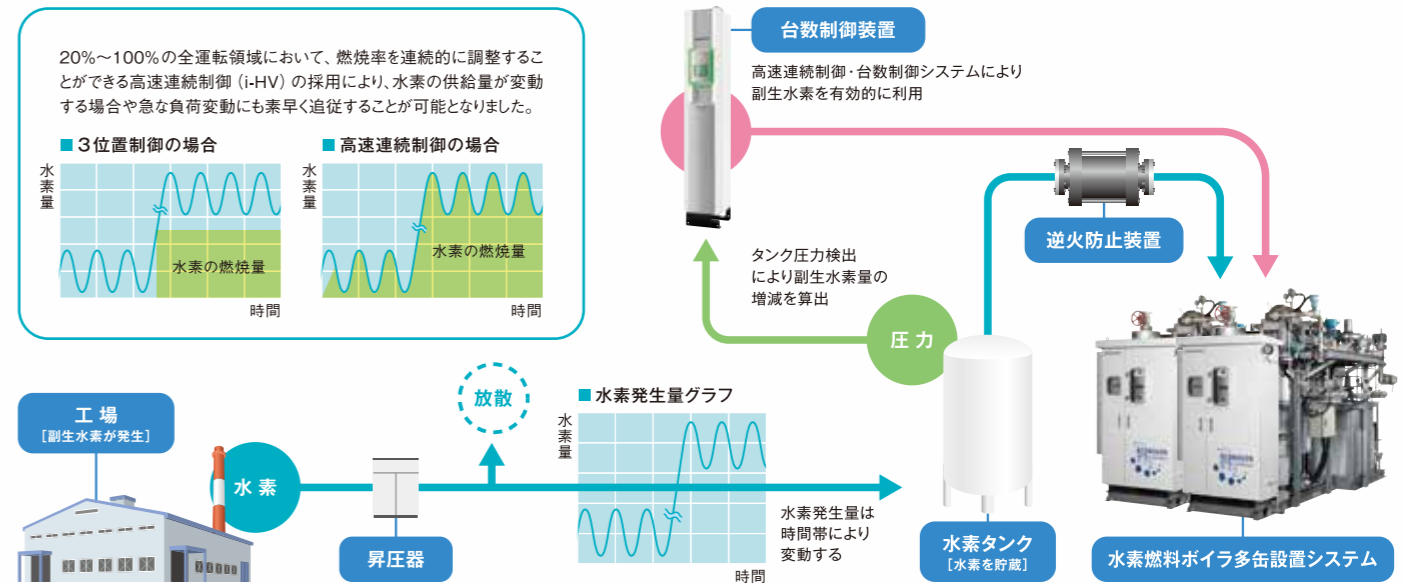 20%〜100%の全運転領域において、燃焼率を連続的に調整するこ
とができる高速連続制御（i-HV）の採用により、水素の供給量が変動
する場合や急な負荷変動にも素早く追従することが可能となりました。
■ 3位置制御の場合
水素量
水素の燃焼量
時間
■ 高速連続制御の場合
水素量
水素の燃焼量
時間
台数制御装置
高速連続制御・台数制御システムにより
副生水素を有効的に利用
逆火防止装置
タンク圧力検出
により副生水素量の
増減を算出
圧力
工場
［副生水素が発生］
水素
昇圧器
放散
■ 水素発生量グラフ
水素量
時間
水素発生量は
時間帯により
変動する
水素タンク
［水素を貯蔵］
水素燃料ボイラ多缶設置システム